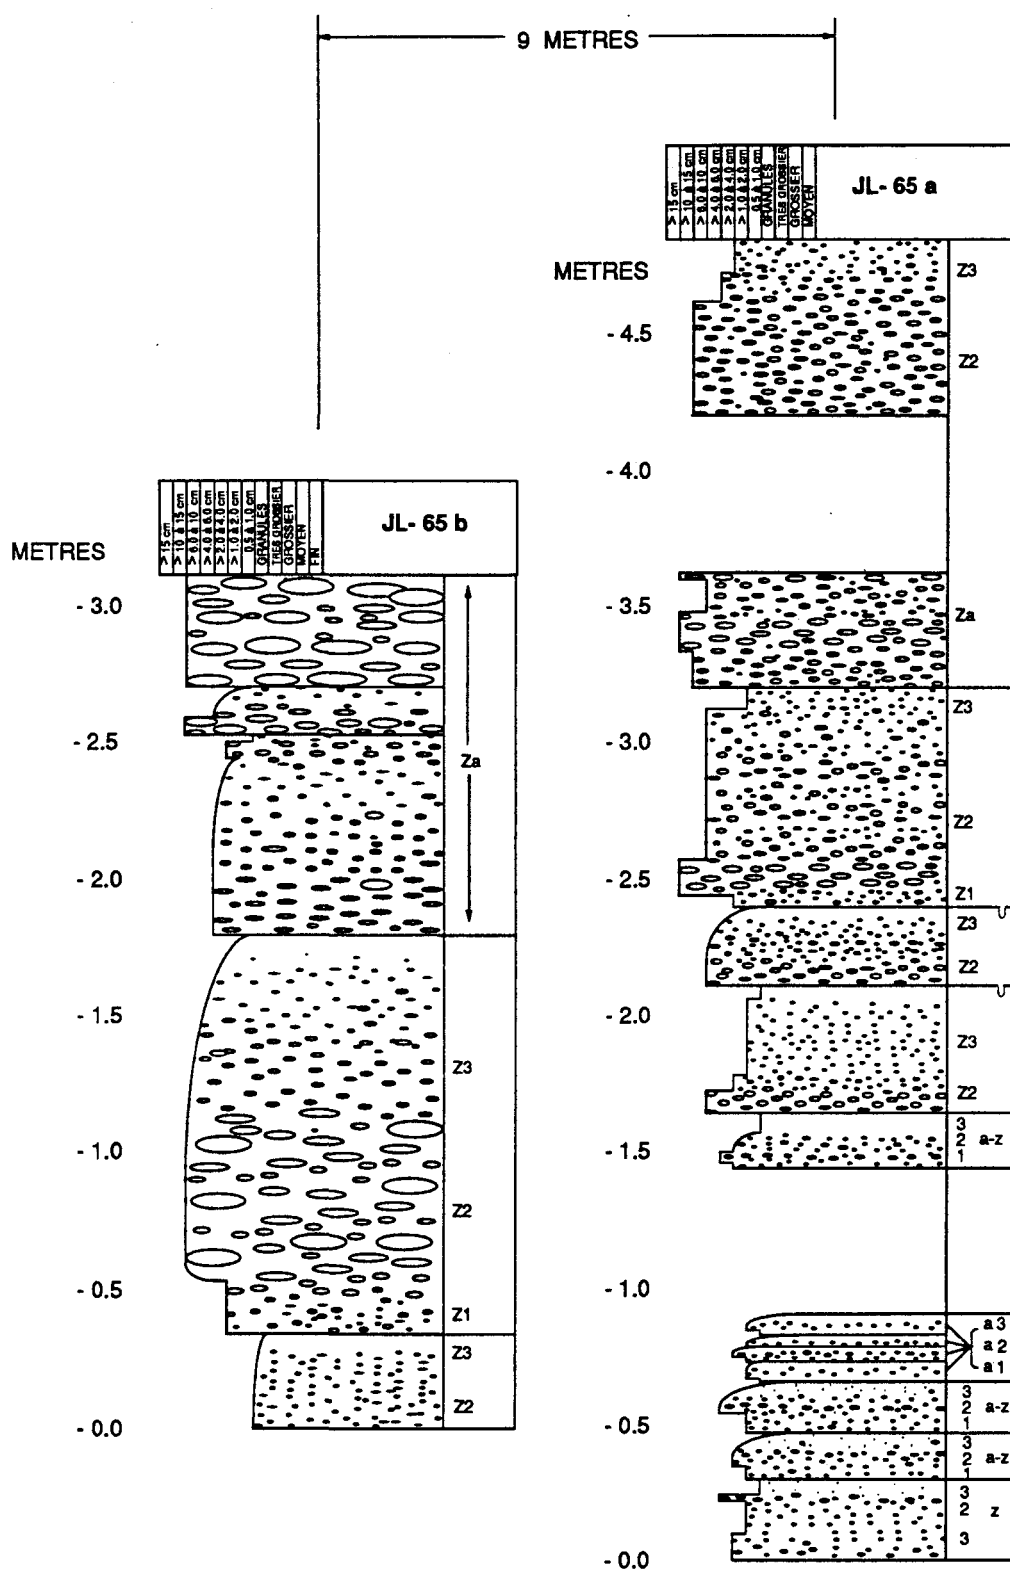 9 METRES
> 15 cm
> 10 à 15 cm
> 6.0 à 10 cm
> 4.0 à 6.0 cm
> 2.0 à 4.0 cm
> 1.0 à 2.0 cm
0.5 à 1.0 cm
GRANULES
TRES GROSSIER
GROSSIER
MOYEN
JL- 65 a
METRES
Z3
- 4.5
Z2
- 4.0
- 3.5
Za
Z3
- 3.0
Z2
- 2.5
Z1
Z3
Z2
- 2.0
Z3
Z2
3
2 a-z
1
- 1.5
- 1.0
a 3
a 2
a 1
3
2 a-z
1
- 0.5
3
2 a-z
1
3
2 z
3
- 0.0
> 15 cm
> 10 à 15 cm
> 6.0 à 10 cm
> 4.0 à 6.0 cm
> 2.0 à 4.0 cm
> 1.0 à 2.0 cm
0.5 à 1.0 cm
GRANULES
TRES GROSSIER
GROSSIER
MOYEN
FIN
JL- 65 b
METRES
- 3.0
- 2.5
Za
- 2.0
- 1.5
Z3
- 1.0
Z2
- 0.5
Z1
Z3
Z2
- 0.0